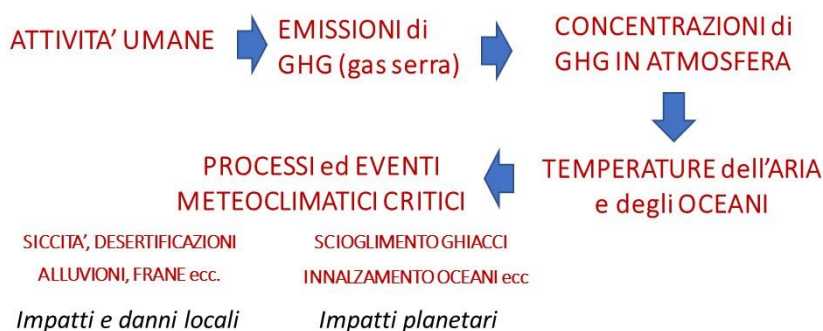 ATTIVITA’ UMANE
EMISSIONI di
GHG (gas serra)
CONCENTRAZIONI di
GHG IN ATMOSFERA
TEMPERATURE dell’ARIA
e degli OCEANI
PROCESSI ed EVENTI
METEOCLIMATICI CRITICI
SICCITA’, DESERTIFICAZIONI
ALLUVIONI, FRANE ecc.
Impatti e danni locali
SCIOGLIMENTO GHIACCI
INNALZAMENTO OCEANI ecc
Impatti planetari